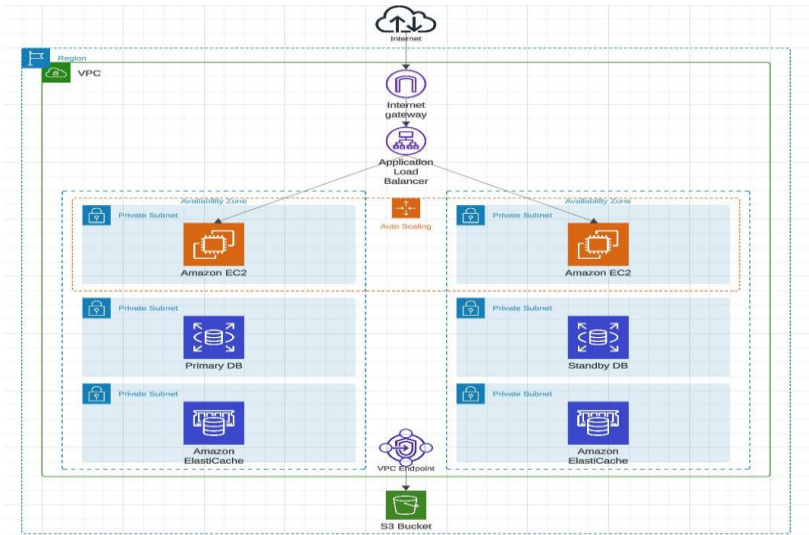 Internet
Region
VPC
Internet
gateway
Application
Load
Balancer
Availability Zone
Availability Zone
Private Subnet
Private Subnet
Auto Scaling
Amazon EC2
Amazon EC2
Private Subnet
Private Subnet
Primary DB
Standby DB
Private Subnet
Private Subnet
Amazon
ElastiCache
Amazon
ElastiCache
VPC Endpoint
S3 Bucket